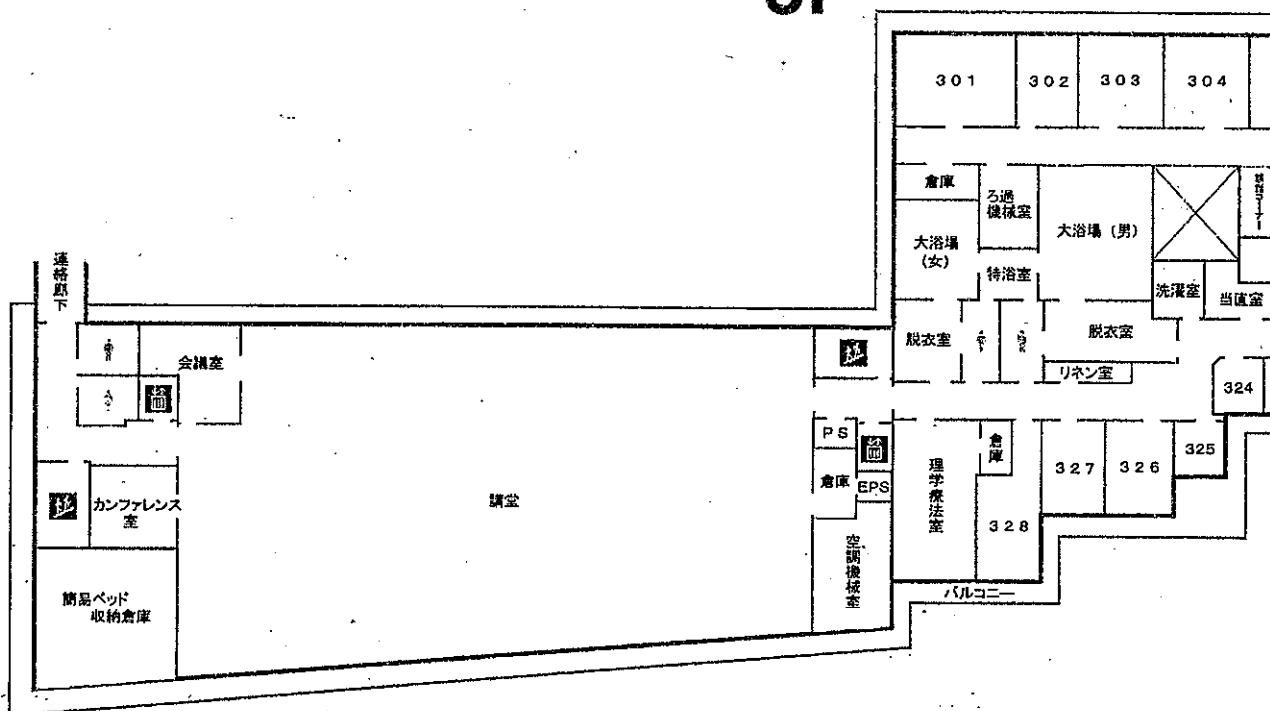 301
302
303
304
倉庫
ろ過
機械室
大浴場（男）
大浴場
（女）
特浴室
洗濯室
当直室
連絡廊下
脱衣室
脱衣室
リネン室
会議室
324
PS
倉庫
325
倉庫
EPS
理学療法室
327
326
カンファレンス
室
講堂
328
空調機械室
バルコニー
簡易ベッド
収納倉庫